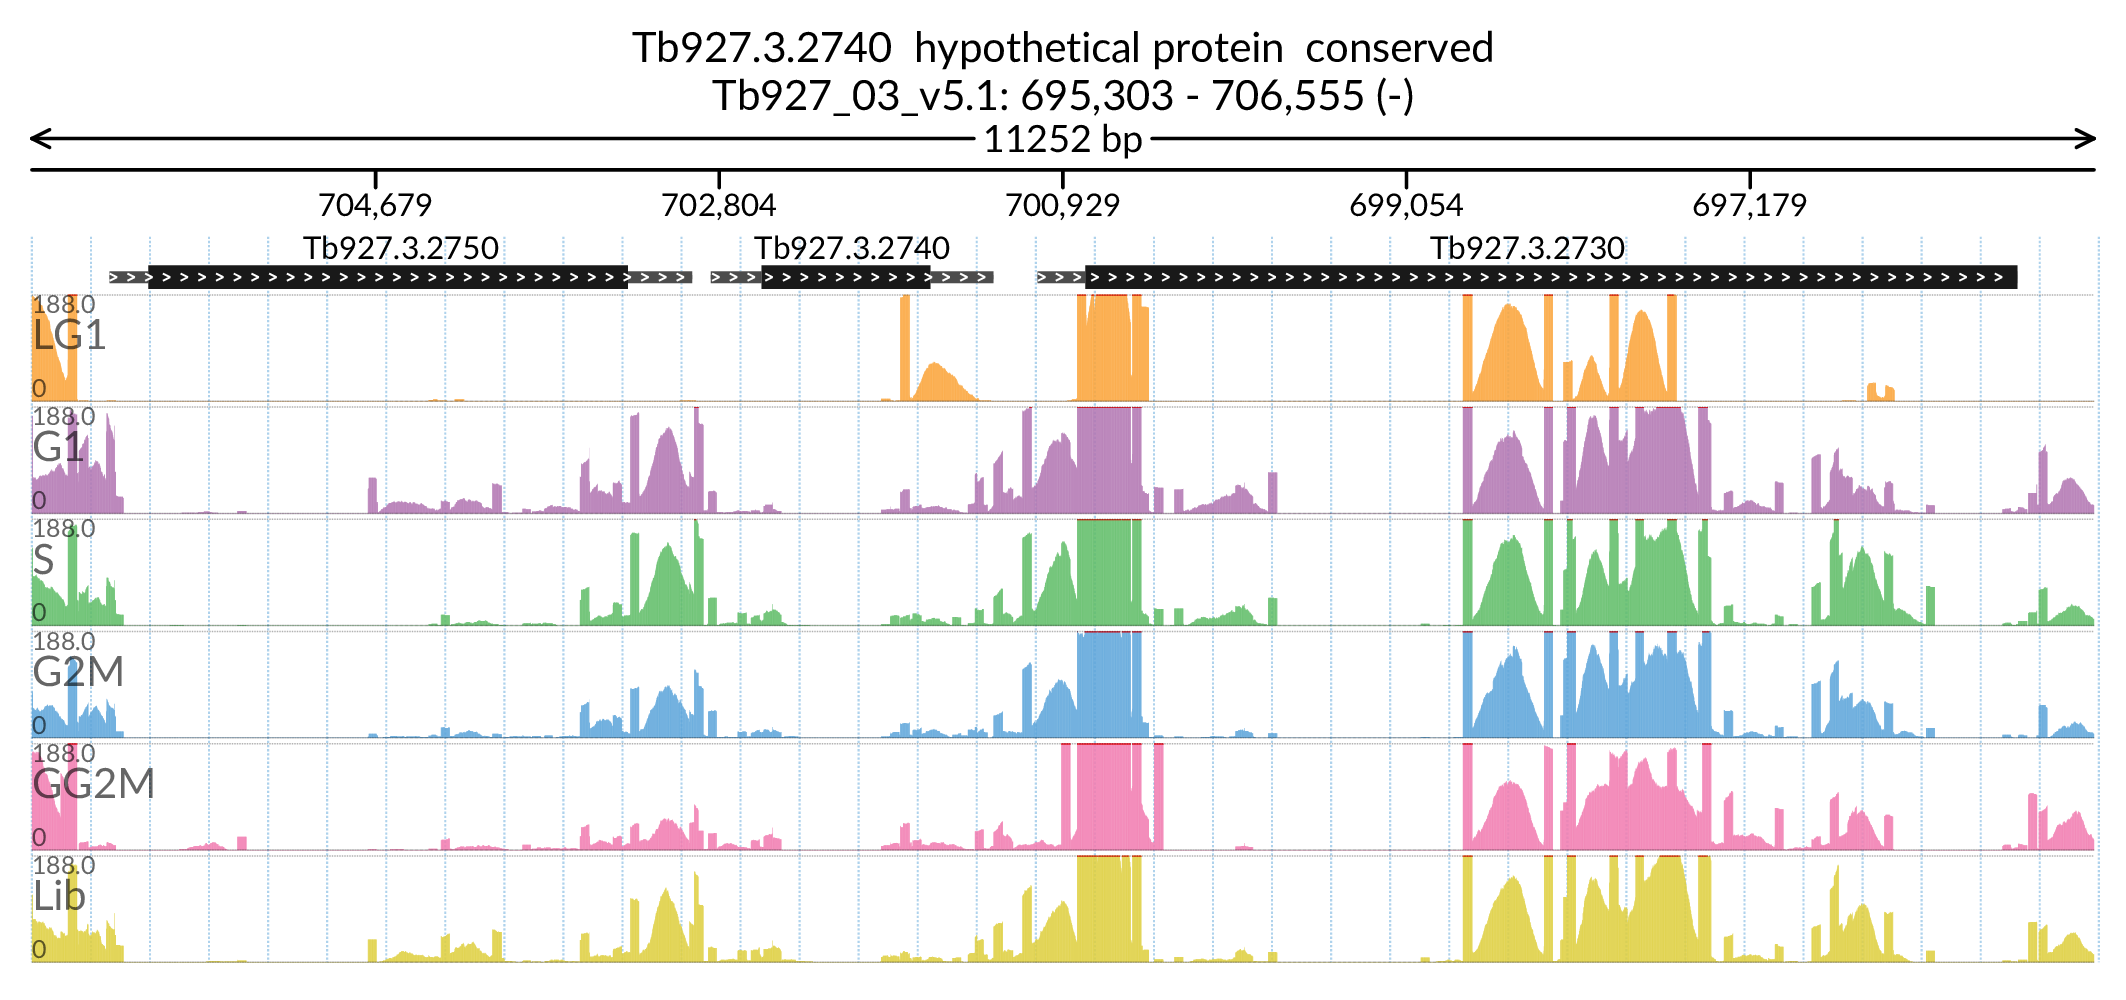 Tb927.3.2740  hypothetical protein  conserved
Tb927_03_v5.1: 695,303 - 706,555 (-)
11252 bp
704,679 702,804 700,929 699,054 697,179
Tb927.3.2750 Tb927.3.2740 Tb927.3.2730
188.0
LG1
0
188.0
G1
0
188.0
S
0
188.0
G2M
0
188.0
GG2M
0
188.0
Lib
0